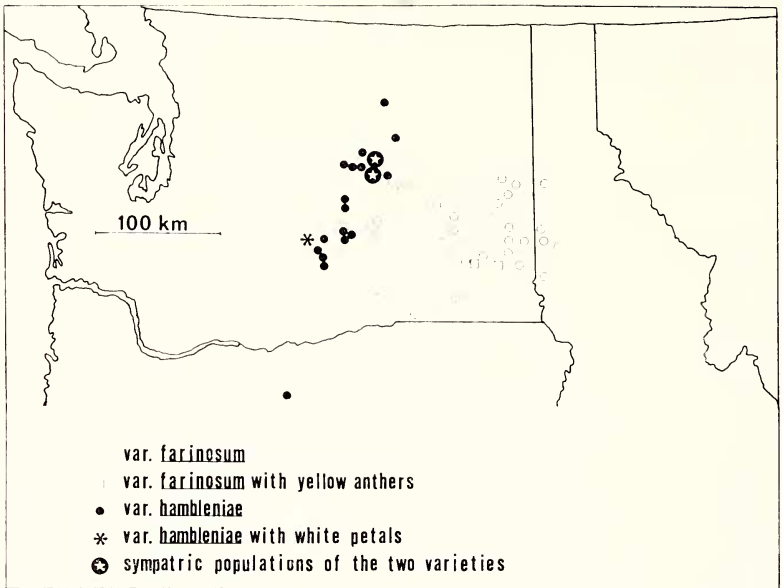 100 km
var. farinosum
var. farinosum with yellow anthers
var. hambleniae
var. hambleniae with white petals
sympatric populations of the two varieties